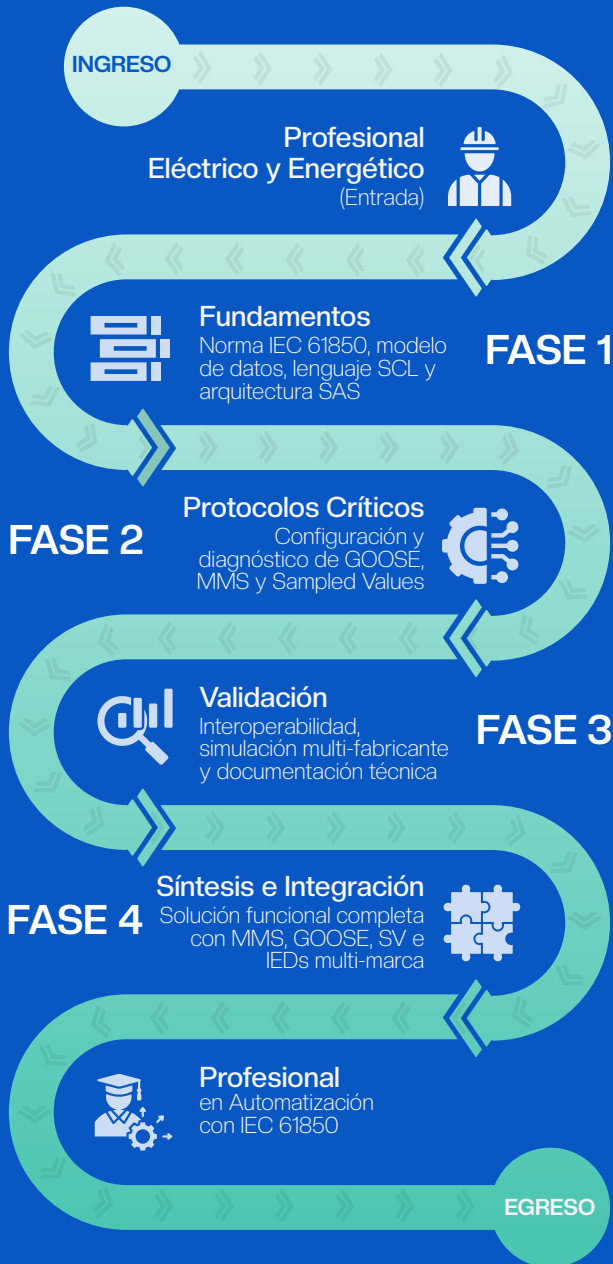 INGRESO
Profesional
Eléctrico y Energético
(Entrada)
Fundamentos
Norma IEC 61850, modelo
de datos, lenguaje SCL y
arquitectura SAS
FASE 1
FASE 2
Protocolos Críticos
Configuración y
diagnóstico de GOOSE,
MMS y Sampled Values
Validación
Interoperabilidad,
simulación multi-fabricante
y documentación técnica
FASE 3
FASE 4
Síntesis e Integración
Solución funcional completa
con MMS, GOOSE, SV e
IEDs multi-marca
Profesional
en Automatización
con IEC 61850
EGRESO